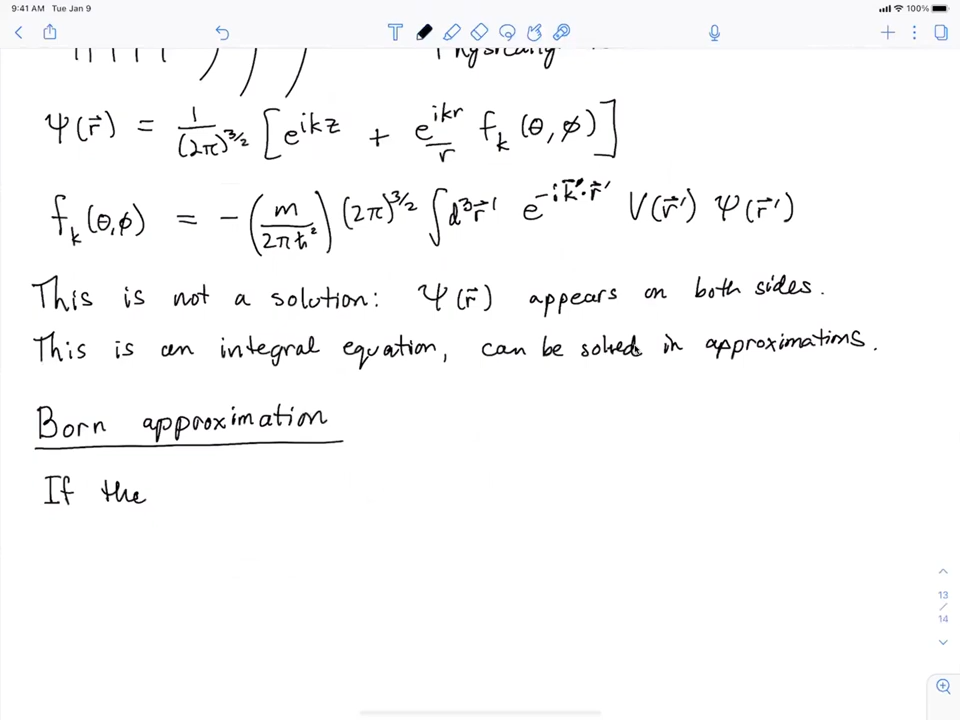 9:41 AM Tue Jan 9
100%
Physically
Ψ(r⃗) = 1/(2π)^3/2 [e^ikz + e^ikr/r f_k(θ,ϕ)]
f_k(θ,ϕ) = -(m/2πħ²) (2π)^3/2 ∫d³r⃗' e^-ik⃗'·r⃗' V(r⃗') Ψ(r⃗')
This is not a solution: Ψ(r⃗) appears on both sides.
This is an integral equation, can be solved in approximations.
Born approximation
If the
13
/
14